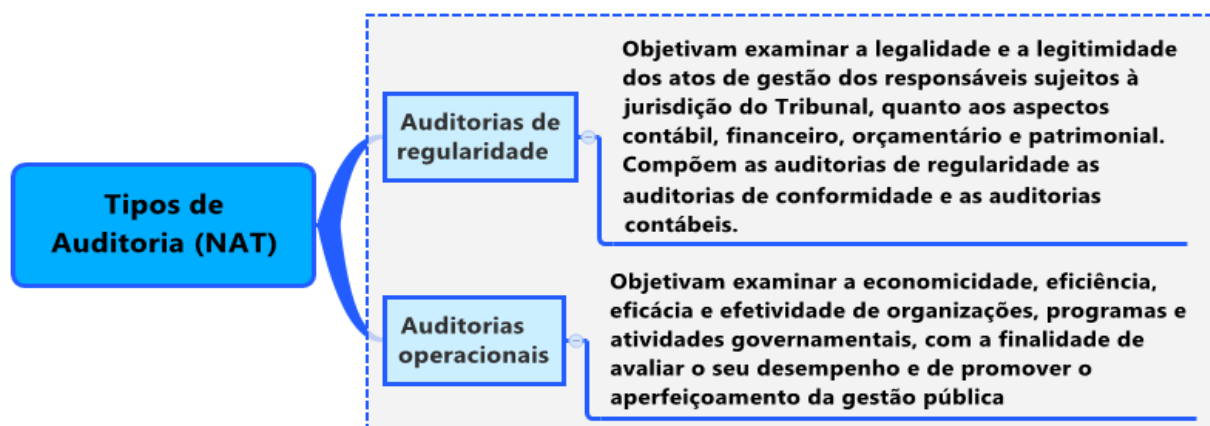 Tipos de
Auditoria (NAT)
Auditorias de
regularidade
Objetivam examinar a legalidade e a legitimidade
dos atos de gestão dos responsáveis sujeitos à
jurisdição do Tribunal, quanto aos aspectos
contábil, financeiro, orçamentário e patrimonial.
Compõem as auditorias de regularidade as
auditorias de conformidade e as auditorias
contábeis.
Auditorias
operacionais
Objetivam examinar a economicidade, eficiência,
eficácia e efetividade de organizações, programas e
atividades governamentais, com a finalidade de
avaliar o seu desempenho e de promover o
aperfeiçoamento da gestão pública